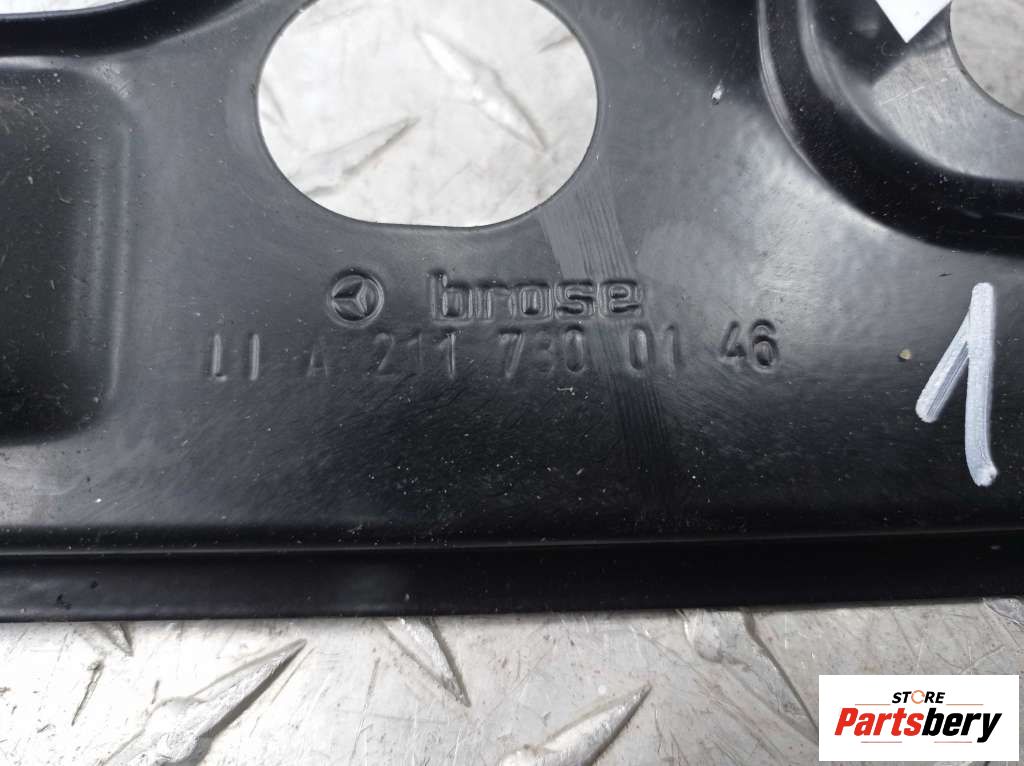 brose
LI A 211 730 01 46
1
STORE
Partsbery